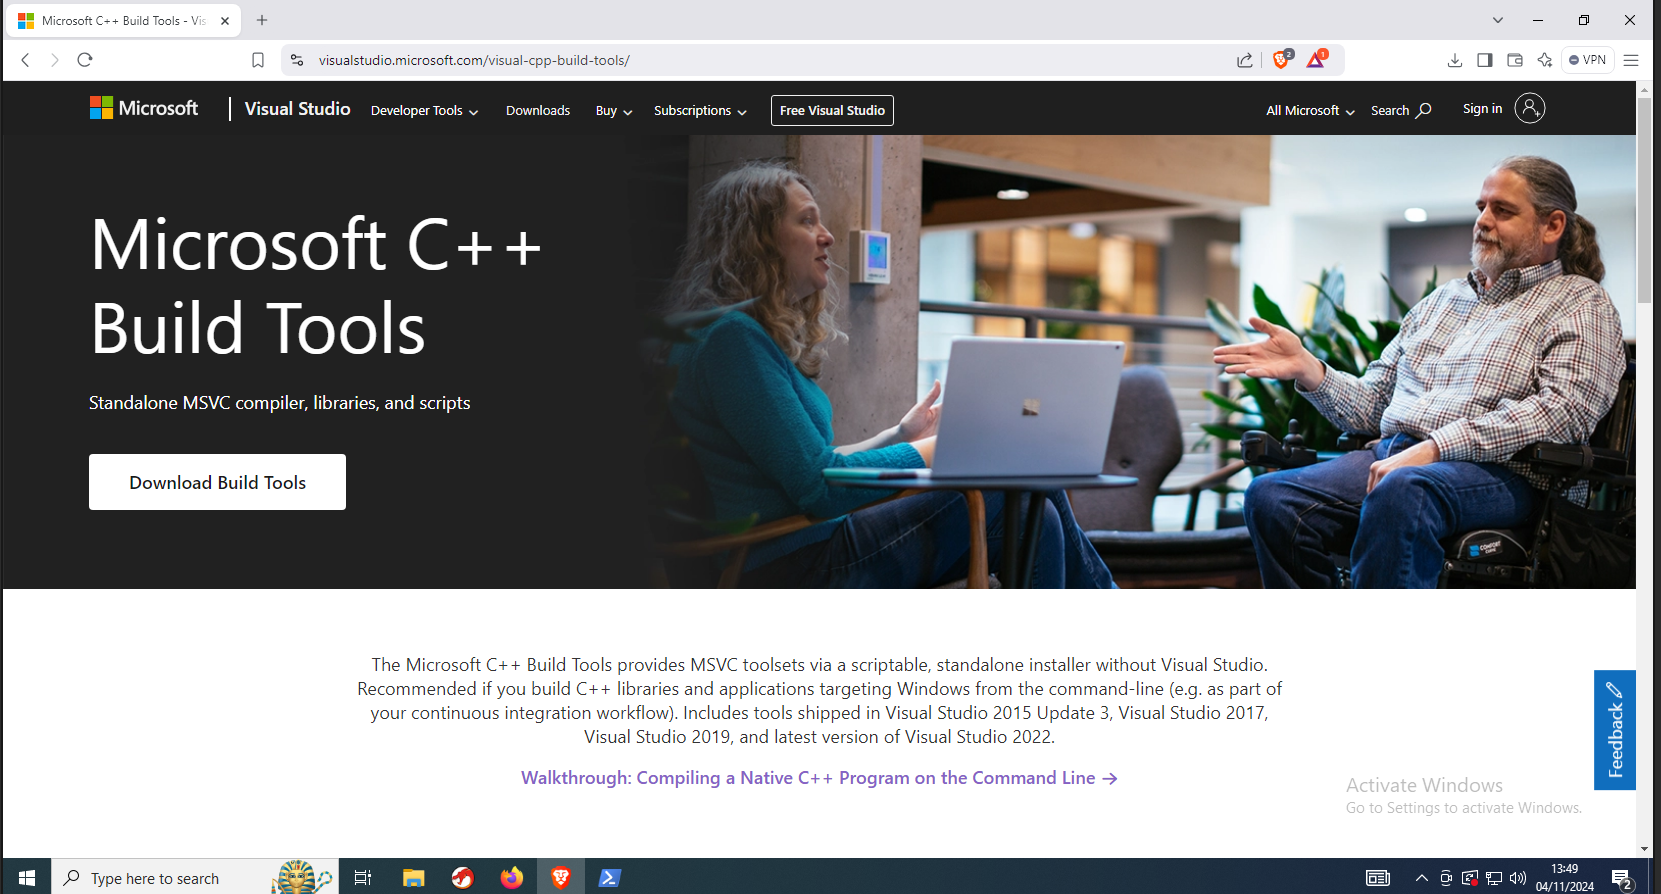 Microsoft C++ Build Tools - Vis
visualstudio.microsoft.com/visual-cpp-build-tools/
2
1
VPN
Microsoft
Visual Studio
Developer Tools
Downloads
Buy
Subscriptions
Free Visual Studio
All Microsoft
Search
Sign in
Microsoft C++
Build Tools
Standalone MSVC compiler, libraries, and scripts
Download Build Tools
The Microsoft C++ Build Tools provides MSVC toolsets via a scriptable, standalone installer without Visual Studio.
Recommended if you build C++ libraries and applications targeting Windows from the command-line (e.g. as part of
your continuous integration workflow). Includes tools shipped in Visual Studio 2015 Update 3, Visual Studio 2017,
Visual Studio 2019, and latest version of Visual Studio 2022.
Walkthrough: Compiling a Native C++ Program on the Command Line →
Feedback
Activate Windows
Go to Settings to activate Windows.
Type here to search
13:49
04/11/2024
2